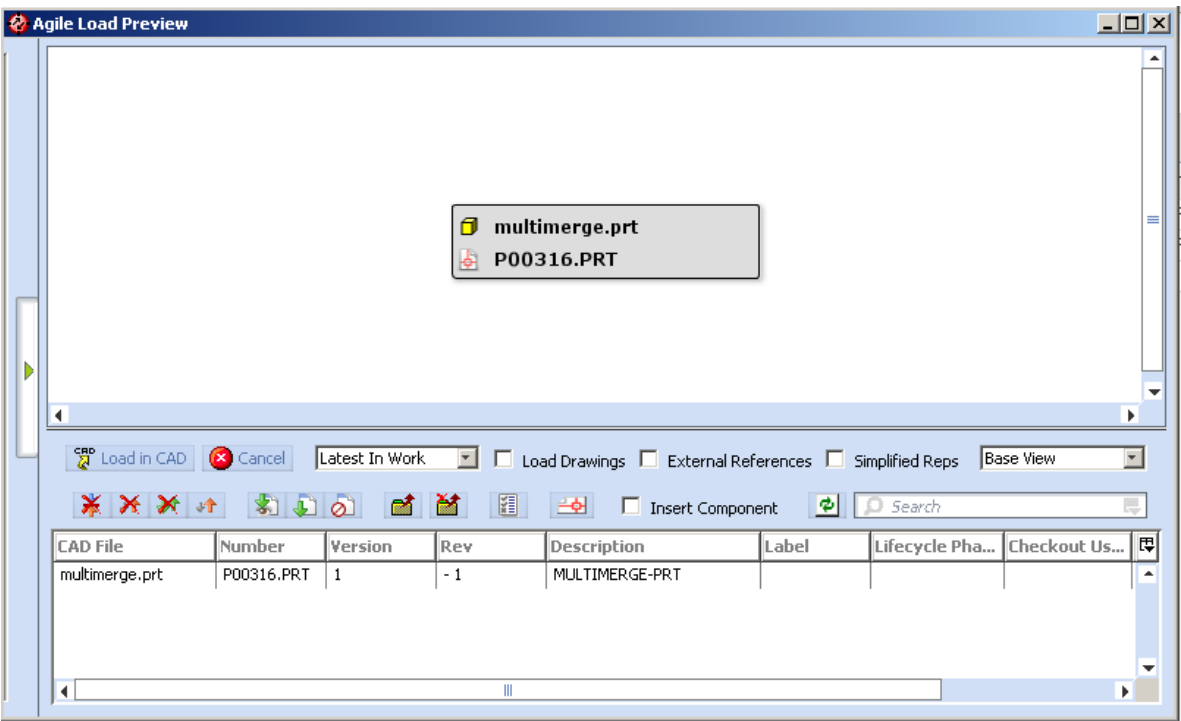 Agile Load Preview
multimerge.prt
P00316.PRT
CAD Load in CAD Cancel Latest In Work Load Drawings External References Simplified Reps Base View
Insert Component Search
CAD File Number Version Rev Description Label Lifecycle Pha... Checkout Us...
multimerge.prt P00316.PRT 1 - 1 MULTIMERGE-PRT